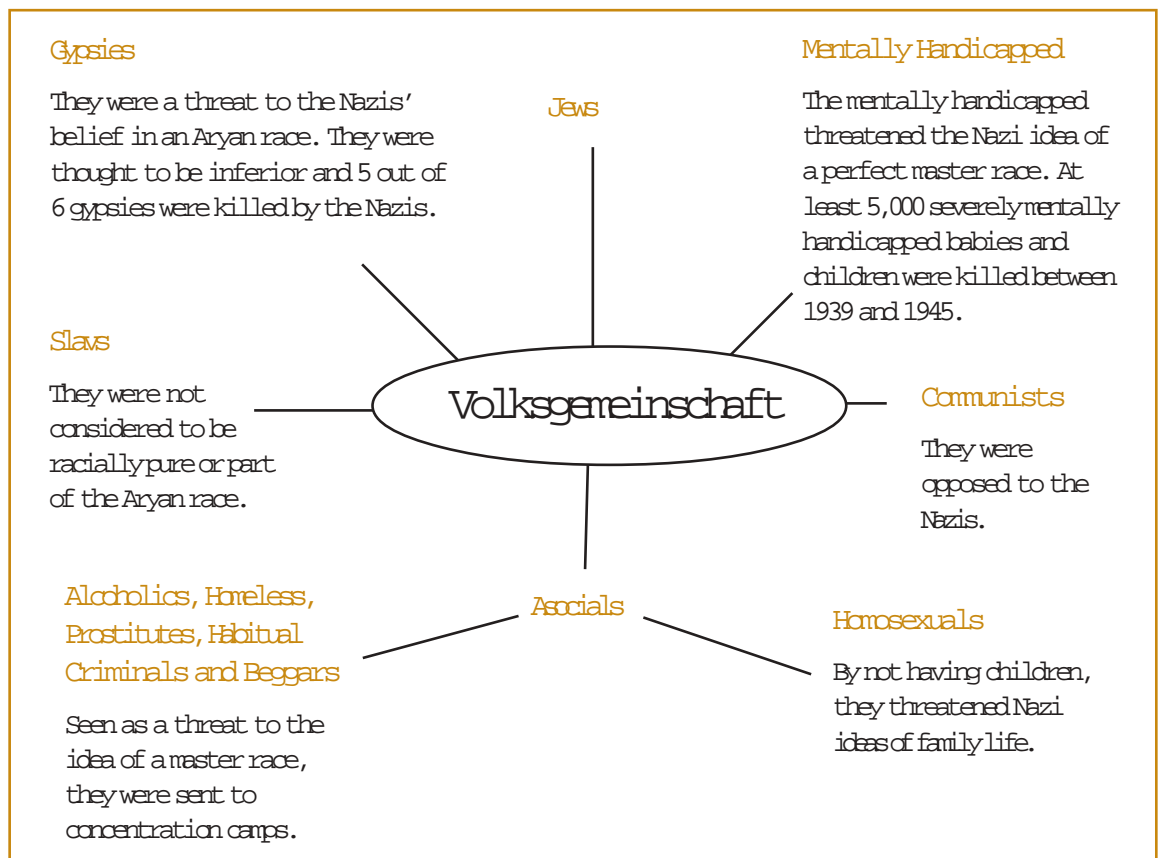 Gypsies
They were a threat to the Nazis'
belief in an Aryan race. They were
thought to be inferior and 5 out of
6 gypsies were killed by the Nazis.
Jews
Mentally Handicapped
The mentally handicapped
threatened the Nazi idea of
a perfect master race. At
least 5,000 severely mentally
handicapped babies and
children were killed between
1939 and 1945.
Slavs
They were not
considered to be
racially pure or part
of the Aryan race.
Volksgemeinschaft
Communists
They were
opposed to the
Nazis.
Alcoholics, Homeless,
Prostitutes, Habitual
Criminals and Beggars
Seen as a threat to the
idea of a master race,
they were sent to
concentration camps.
Asocials
Homosexuals
By not having children,
they threatened Nazi
ideas of family life.